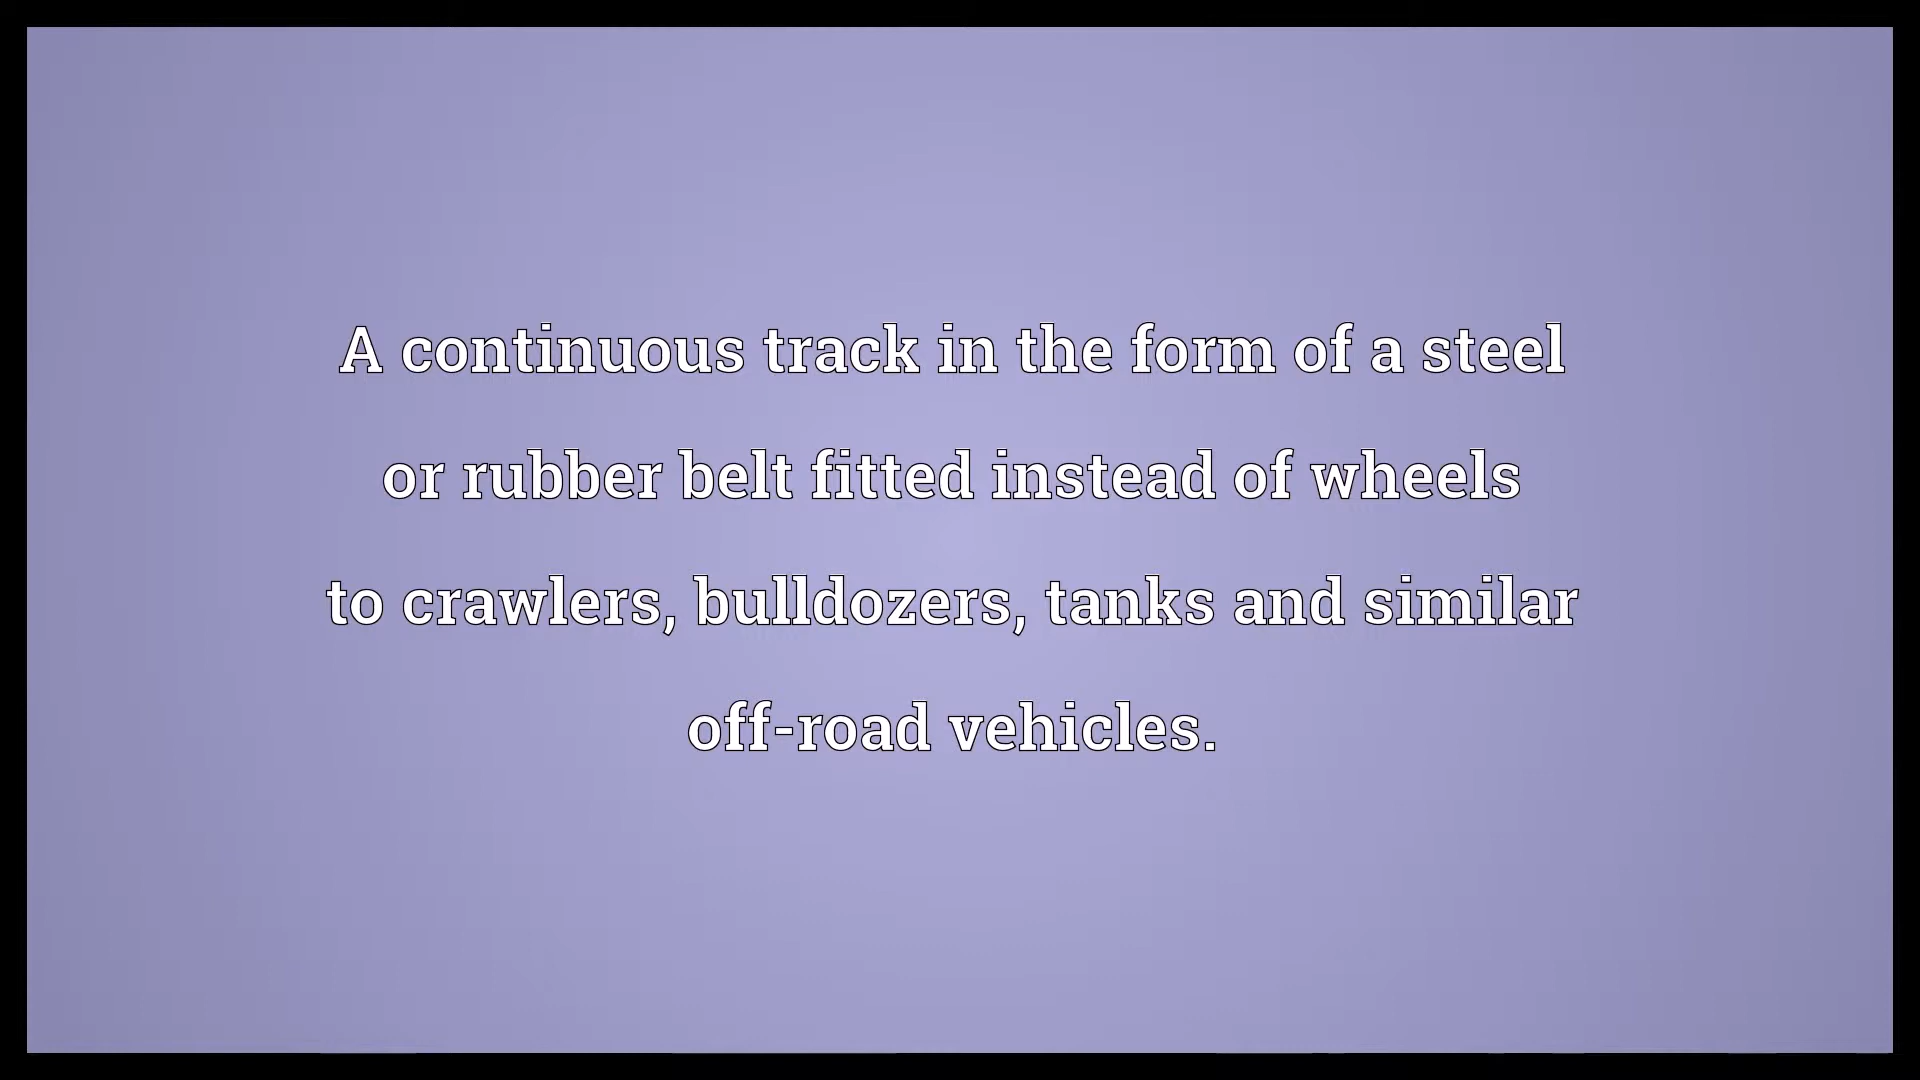 A continuous track in the form of a steel
or rubber belt fitted instead of wheels
to crawlers, bulldozers, tanks and similar
off-road vehicles.